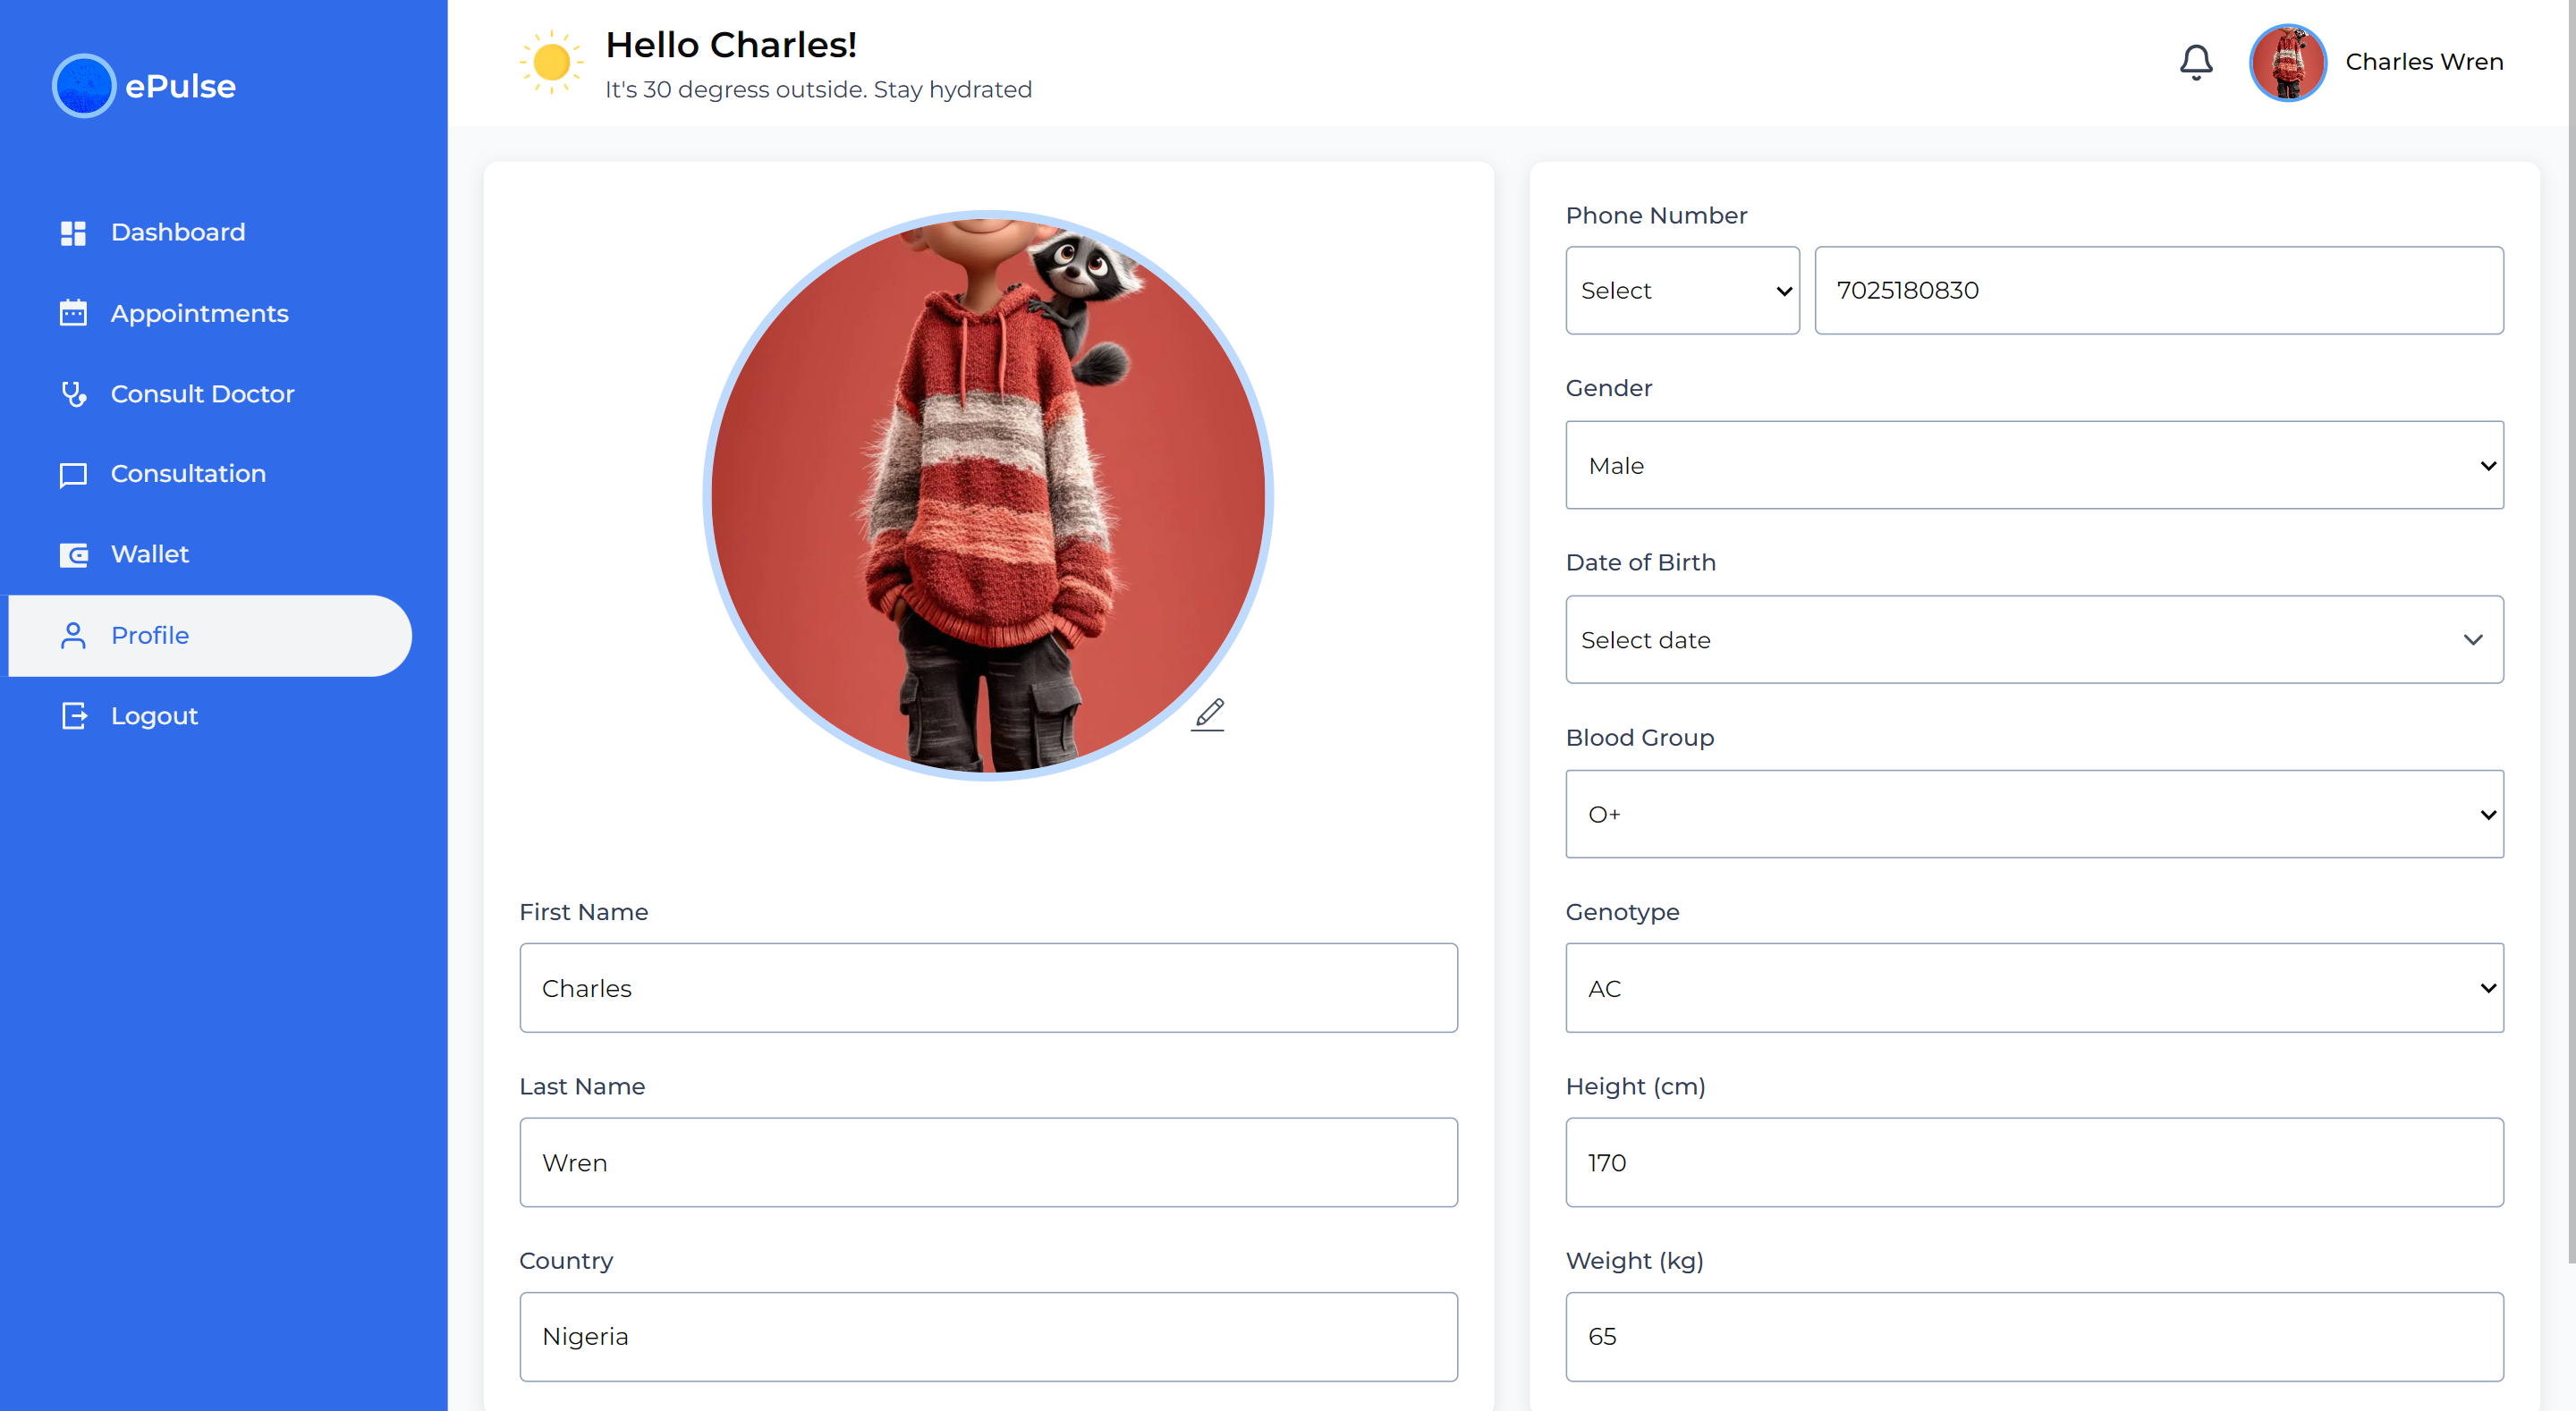 ePulse
Dashboard
Appointments
Consult Doctor
Consultation
Wallet
Profile
Logout
Hello Charles!
It's 30 degress outside. Stay hydrated
Charles Wren
First Name
Charles
Last Name
Wren
Country
Nigeria
Phone Number
Select 7025180830
Gender
Male
Date of Birth
Select date
Blood Group
O+
Genotype
AC
Height (cm)
170
Weight (kg)
65